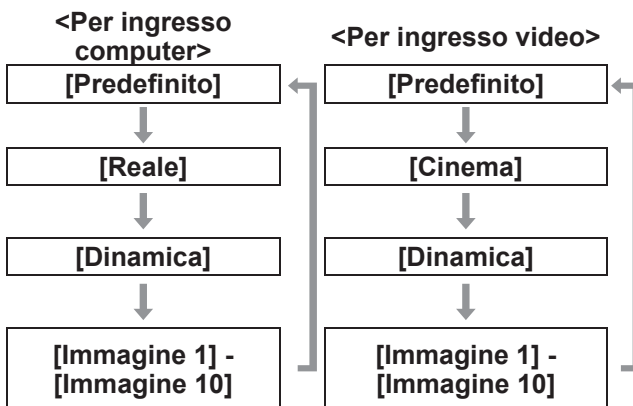 <Per ingresso
computer>
[Predefinito]
[Reale]
[Dinamica]
[Immagine 1] -
[Immagine 10]
<Per ingresso video>
[Predefinito]
[Cinema]
[Dinamica]
[Immagine 1] -
[Immagine 10]